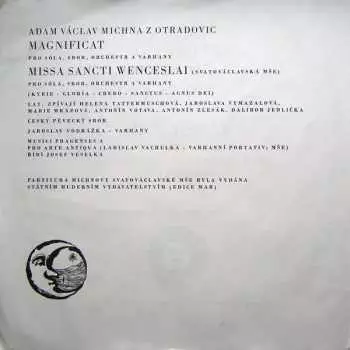 ADAM VÁCLAV MICHNA Z OTRADOVIC
MAGNIFICAT
PRO SÓLA, SBOR, ORCHESTR A VARHANY
MISSA SANCTI WENCESLAI (SVATOVÁCLAVSKÁ MŠE)
PRO SÓLA, SBOR, ORCHESTR A VARHANY
(KYRIE - GLORIA - CREDO - SANCTUS - AGNUS DEI)
LAT. ZPÍVAJÍ HELENA TATTERMUSCHOVÁ, JAROSLAVA VYMAZALOVÁ,
MARIE MRÁZOVÁ, ANTONÍN VOTAVA, ANTONÍN ZLESÁK, DALIBOR JEDLIČKA
ČESKÝ PĚVECKÝ SBOR
JAROSLAV VODRÁŽKA - VARHANY
MUSICI PRAGENSES A
PRO ARTE ANTIQUA (LADISLAV VACHULKA - VARHANNÍ PORTATIV; MŠE)
ŘÍDÍ JOSEF VESELKA
PARTITURA MICHNOVY SVATOVÁCLAVSKÉ MŠE BYLA VYDÁNA
STÁTNÍM HUDEBNÍM VYDAVATELSTVÍM (EDICE MAB)